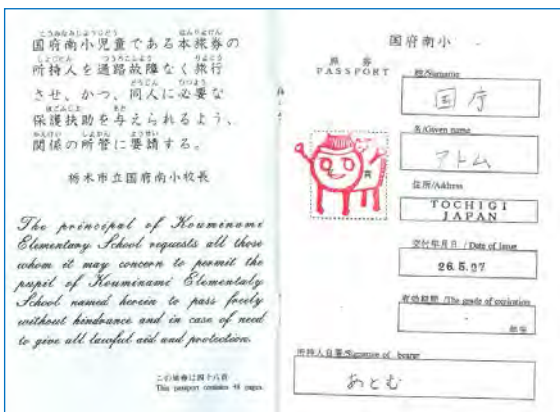 国府南小児童である本旅券の
所持人を通路故障なく旅行
させ、かつ、同人に必要な
保護扶助を与えられるよう、
関係の所管に要請する。
栃木市立国府南小校長
The principal of Kouminami
Elementary School requests all those
whom it may concern to permit the
pupil of Kouminami Elementaly
School named herein to pass freely
without hindrance and in case of need
to give all lawful aid and protection.
この旅券は四十六頁
This passport contains 46 pages.
国府南小
旅券
PASSPORT
姓/Surname
国庁
名/Given name
アトム
住所/Address
TOCHIGI
JAPAN
交付年月日 / Date of Issue
26.5.27
有効期限 /The grade of expiration
所持人自署/Signature of bearer
あとむ